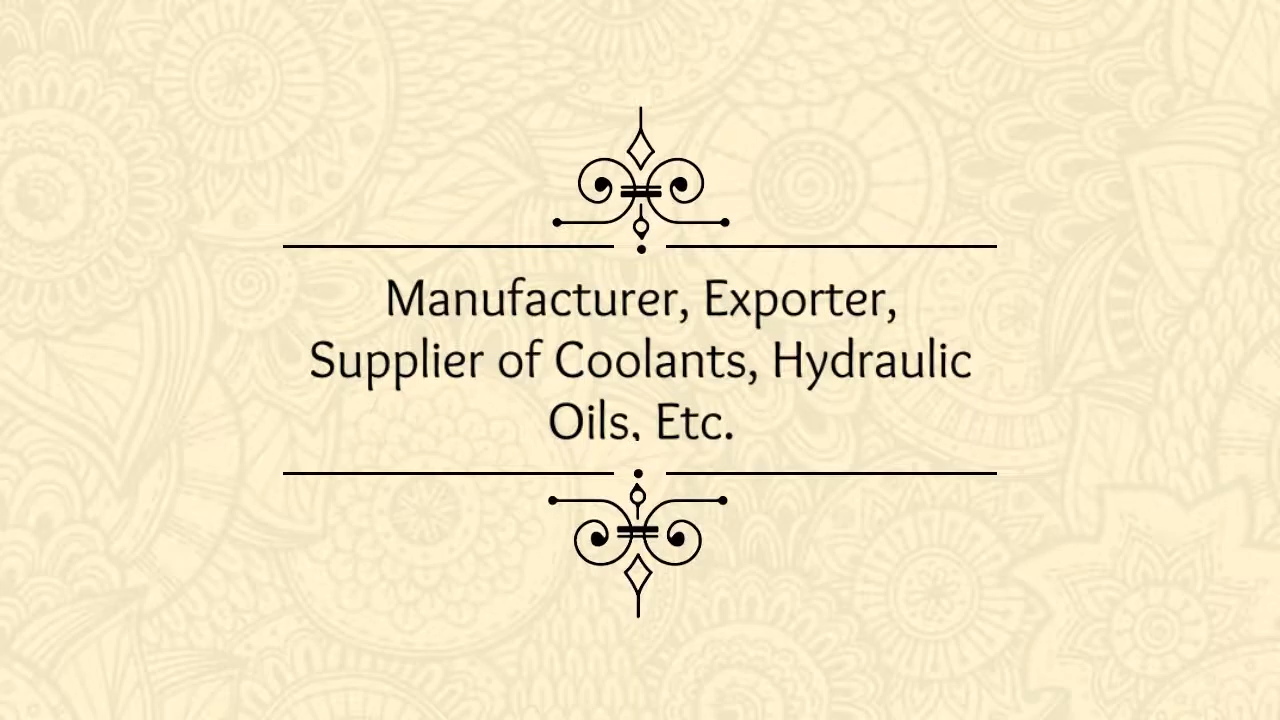 Manufacturer, Exporter,
Supplier of Coolants, Hydraulic
Oils, Etc.